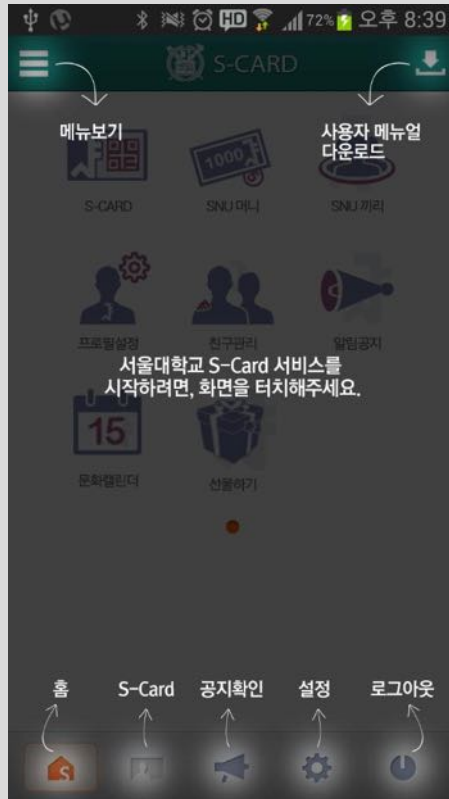 72% 오후 8:39
S-CARD
메뉴보기
사용자 메뉴얼
다운로드
1000
S-CARD SNU 머니 SNU 끼리
프로필설정 친구관리 알림공지
서울대학교 S-Card 서비스를
시작하려면, 화면을 터치해주세요.
15
문화캘린더 선물하기
홈 S-Card 공지확인 설정 로그아웃